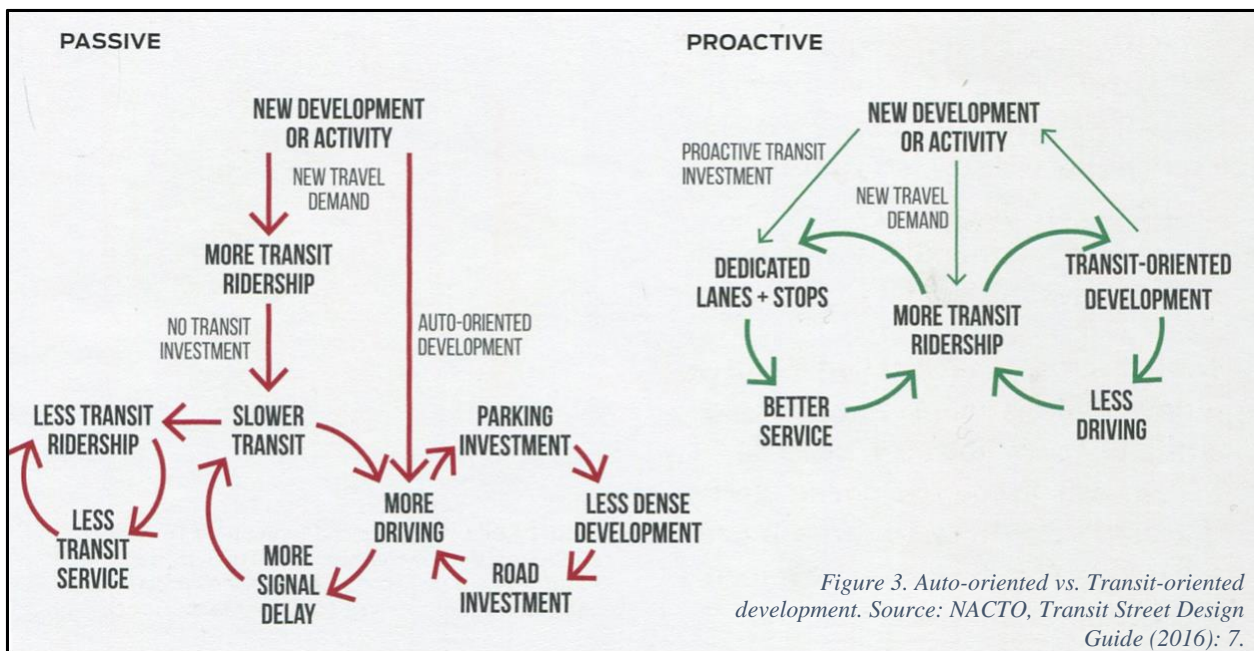 PASSIVE
NEW DEVELOPMENT
OR ACTIVITY
NEW TRAVEL
DEMAND
MORE TRANSIT
RIDERSHIP
NO TRANSIT
INVESTMENT
AUTO-ORIENTED
DEVELOPMENT
LESS TRANSIT
RIDERSHIP
SLOWER
TRANSIT
PARKING
INVESTMENT
LESS
TRANSIT
SERVICE
MORE
DRIVING
LESS DENSE
DEVELOPMENT
MORE
SIGNAL
DELAY
ROAD
INVESTMENT
PROACTIVE
NEW DEVELOPMENT
OR ACTIVITY
PROACTIVE TRANSIT
INVESTMENT
NEW TRAVEL
DEMAND
DEDICATED
LANES + STOPS
MORE TRANSIT
RIDERSHIP
TRANSIT-ORIENTED
DEVELOPMENT
BETTER
SERVICE
LESS
DRIVING
Figure 3. Auto-oriented vs. Transit-oriented
development. Source: NACTO, Transit Street Design
Guide (2016): 7.